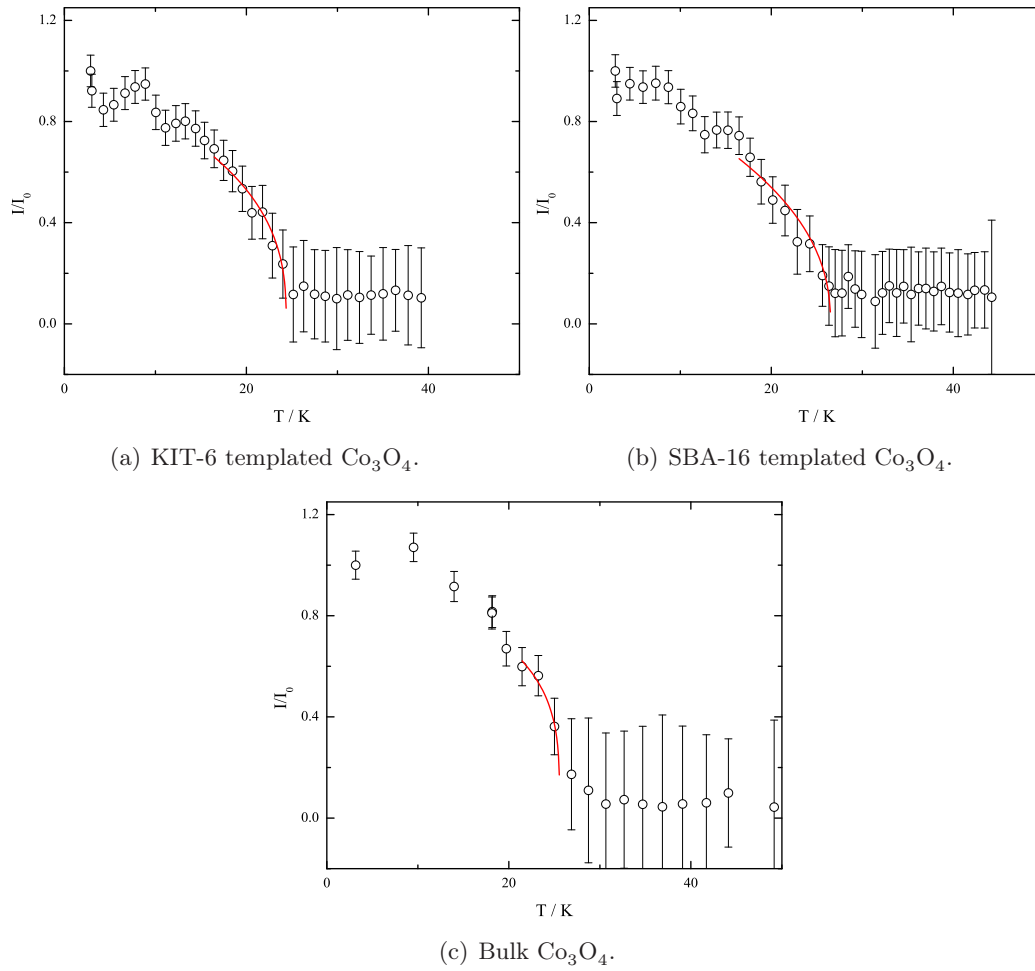 1.2
0.8
0.4
0.0
I/I₀
0 20 40
T / K
(a) KIT-6 templated Co₃O₄.
1.2
0.8
0.4
0.0
I/I₀
0 20 40
T / K
(b) SBA-16 templated Co₃O₄.
1.2
0.8
0.4
0.0
I/I₀
0 20 40
T / K
(c) Bulk Co₃O₄.